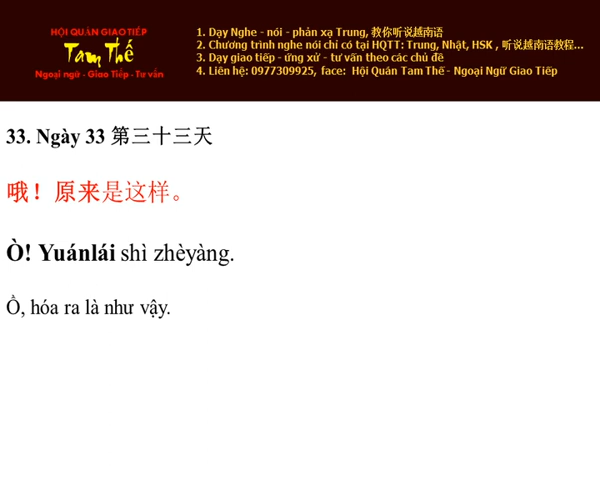 HỘI QUÁN GIAO TIẾP
Tam Thế
Ngoại ngữ - Giao Tiếp - Tư vấn
1. Dạy Nghe - nói - phản xạ Trung, 教你听说越南语
2. Chương trình nghe nói chỉ có tại HQTT: Trung, Nhật, HSK , 听说越南语教程...
3. Dạy giao tiếp - ứng xử - tư vấn theo các chủ đề
4. Liên hệ: 0977309925, face: Hội Quán Tam Thế - Ngoại Ngữ Giao Tiếp
33. Ngày 33 第三十三天
哦！原来是这样。
Ò! Yuánlái shì zhèyàng.
Ồ, hóa ra là như vậy.